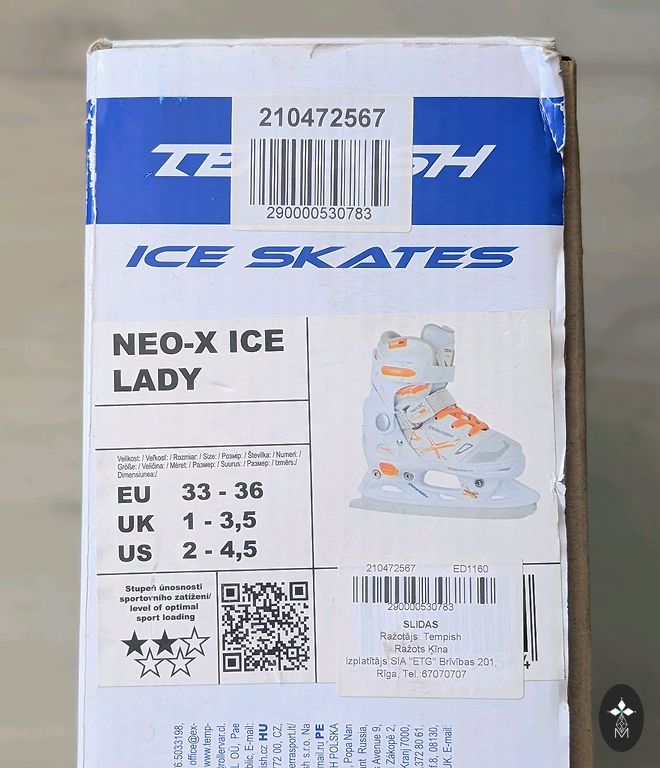 210472567
290000530783
ICE SKATES
NEO-X ICE
LADY
Velikost: / Veľkosť: / Rozmiar: / Size: / Розмір: / Številka: / Numeri: /
Größe: / Veličina: / Méret: / Размер: / Suurus: / Размер: / Izmērs:/
Dimensiunea:/
EU 33 - 36
UK 1 - 3,5
US 2 - 4,5
Stupeň únosnosti
sportovního zatížení/
level of optimal
sport loading
210472567 ED1160
290000530783
SLIDAS
Ražotājs: Tempish
Ražots Ķīna
izplatītājs:SIA "ETG" Brīvības 201,
Rīga, Tel.:67070707